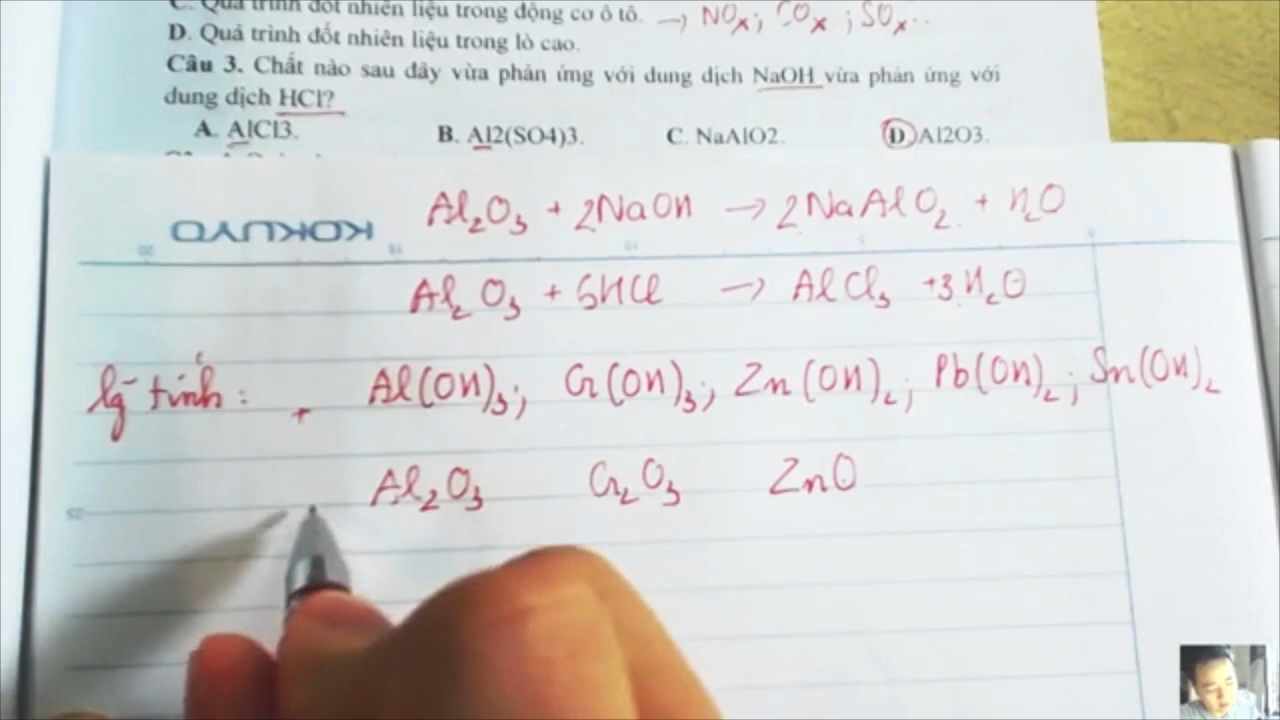 C. Quá trình đốt nhiên liệu trong động cơ ô tô. → NOx; COx; SOx...
D. Quá trình đốt nhiên liệu trong lò cao.
Câu 3. Chất nào sau đây vừa phản ứng với dung dịch NaOH vừa phản ứng với
dung dịch HCl?
A. AlCl3. B. Al2(SO4)3. C. NaAlO2. D Al2O3.
Al₂O₃ + 2NaOH → 2NaAlO₂ + H₂O
KOKUYO
Al₂O₃ + 6HCl → AlCl₃ +3H₂O
lg tính: + Al(OH)₃; Cr(OH)₃; Zn(OH)₂; Pb(OH)₂; Sn(OH)₂
Al₂O₃ Cr₂O₃ ZnO